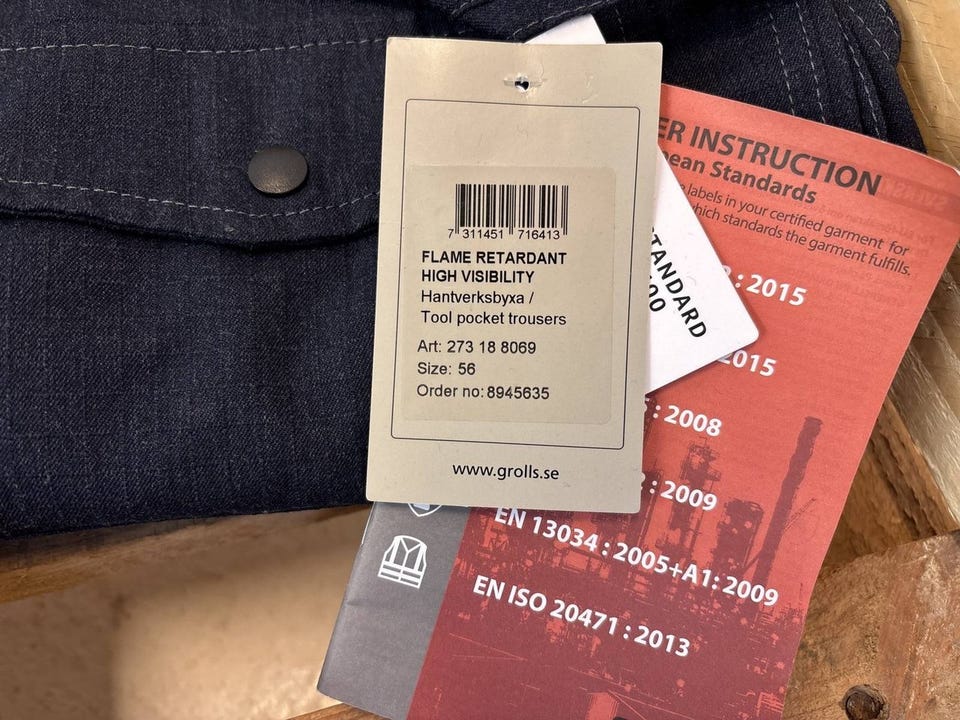 7 311451 716413
FLAME RETARDANT
HIGH VISIBILITY
Hantverksbyxa /
Tool pocket trousers
Art: 273 18 8069
Size: 56
Order no: 8945635
www.grolls.se
STANDARD
ER INSTRUCTION
pean Standards
labels in your certified garment for
hich standards the garment fulfills.
: 2015
2015
: 2008
: 2009
EN 13034 : 2005+A1: 2009
EN ISO 20471 : 2013